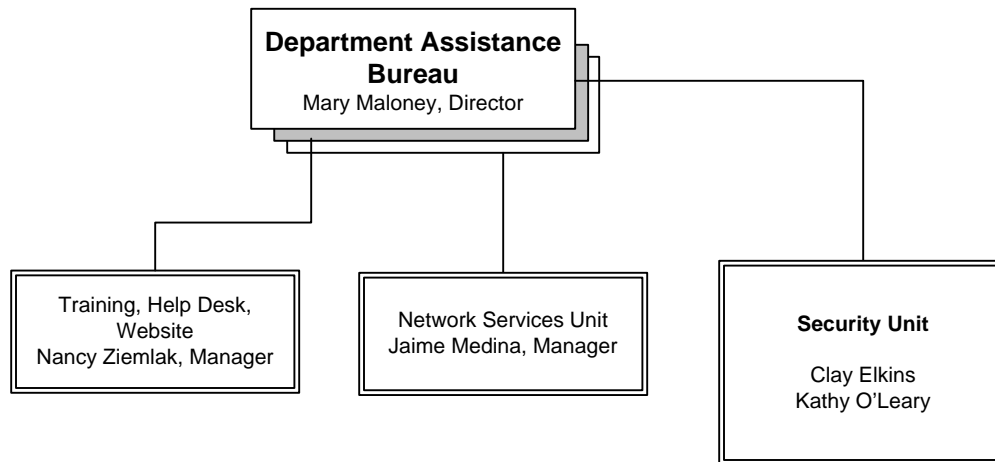 Department Assistance
Bureau
Mary Maloney, Director
Training, Help Desk,
Website
Nancy Ziemlak, Manager
Network Services Unit
Jaime Medina, Manager
Security Unit
Clay Elkins
Kathy O’Leary